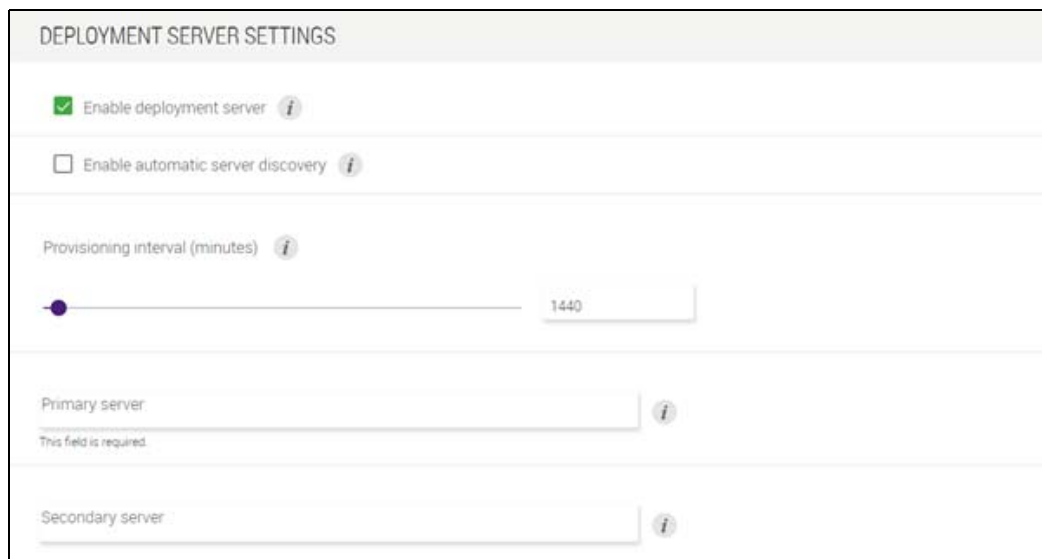 DEPLOYMENT SERVER SETTINGS
Enable deployment server i
Enable automatic server discovery i
Provisioning interval (minutes) i
1440
Primary server i
This field is required.
Secondary server i